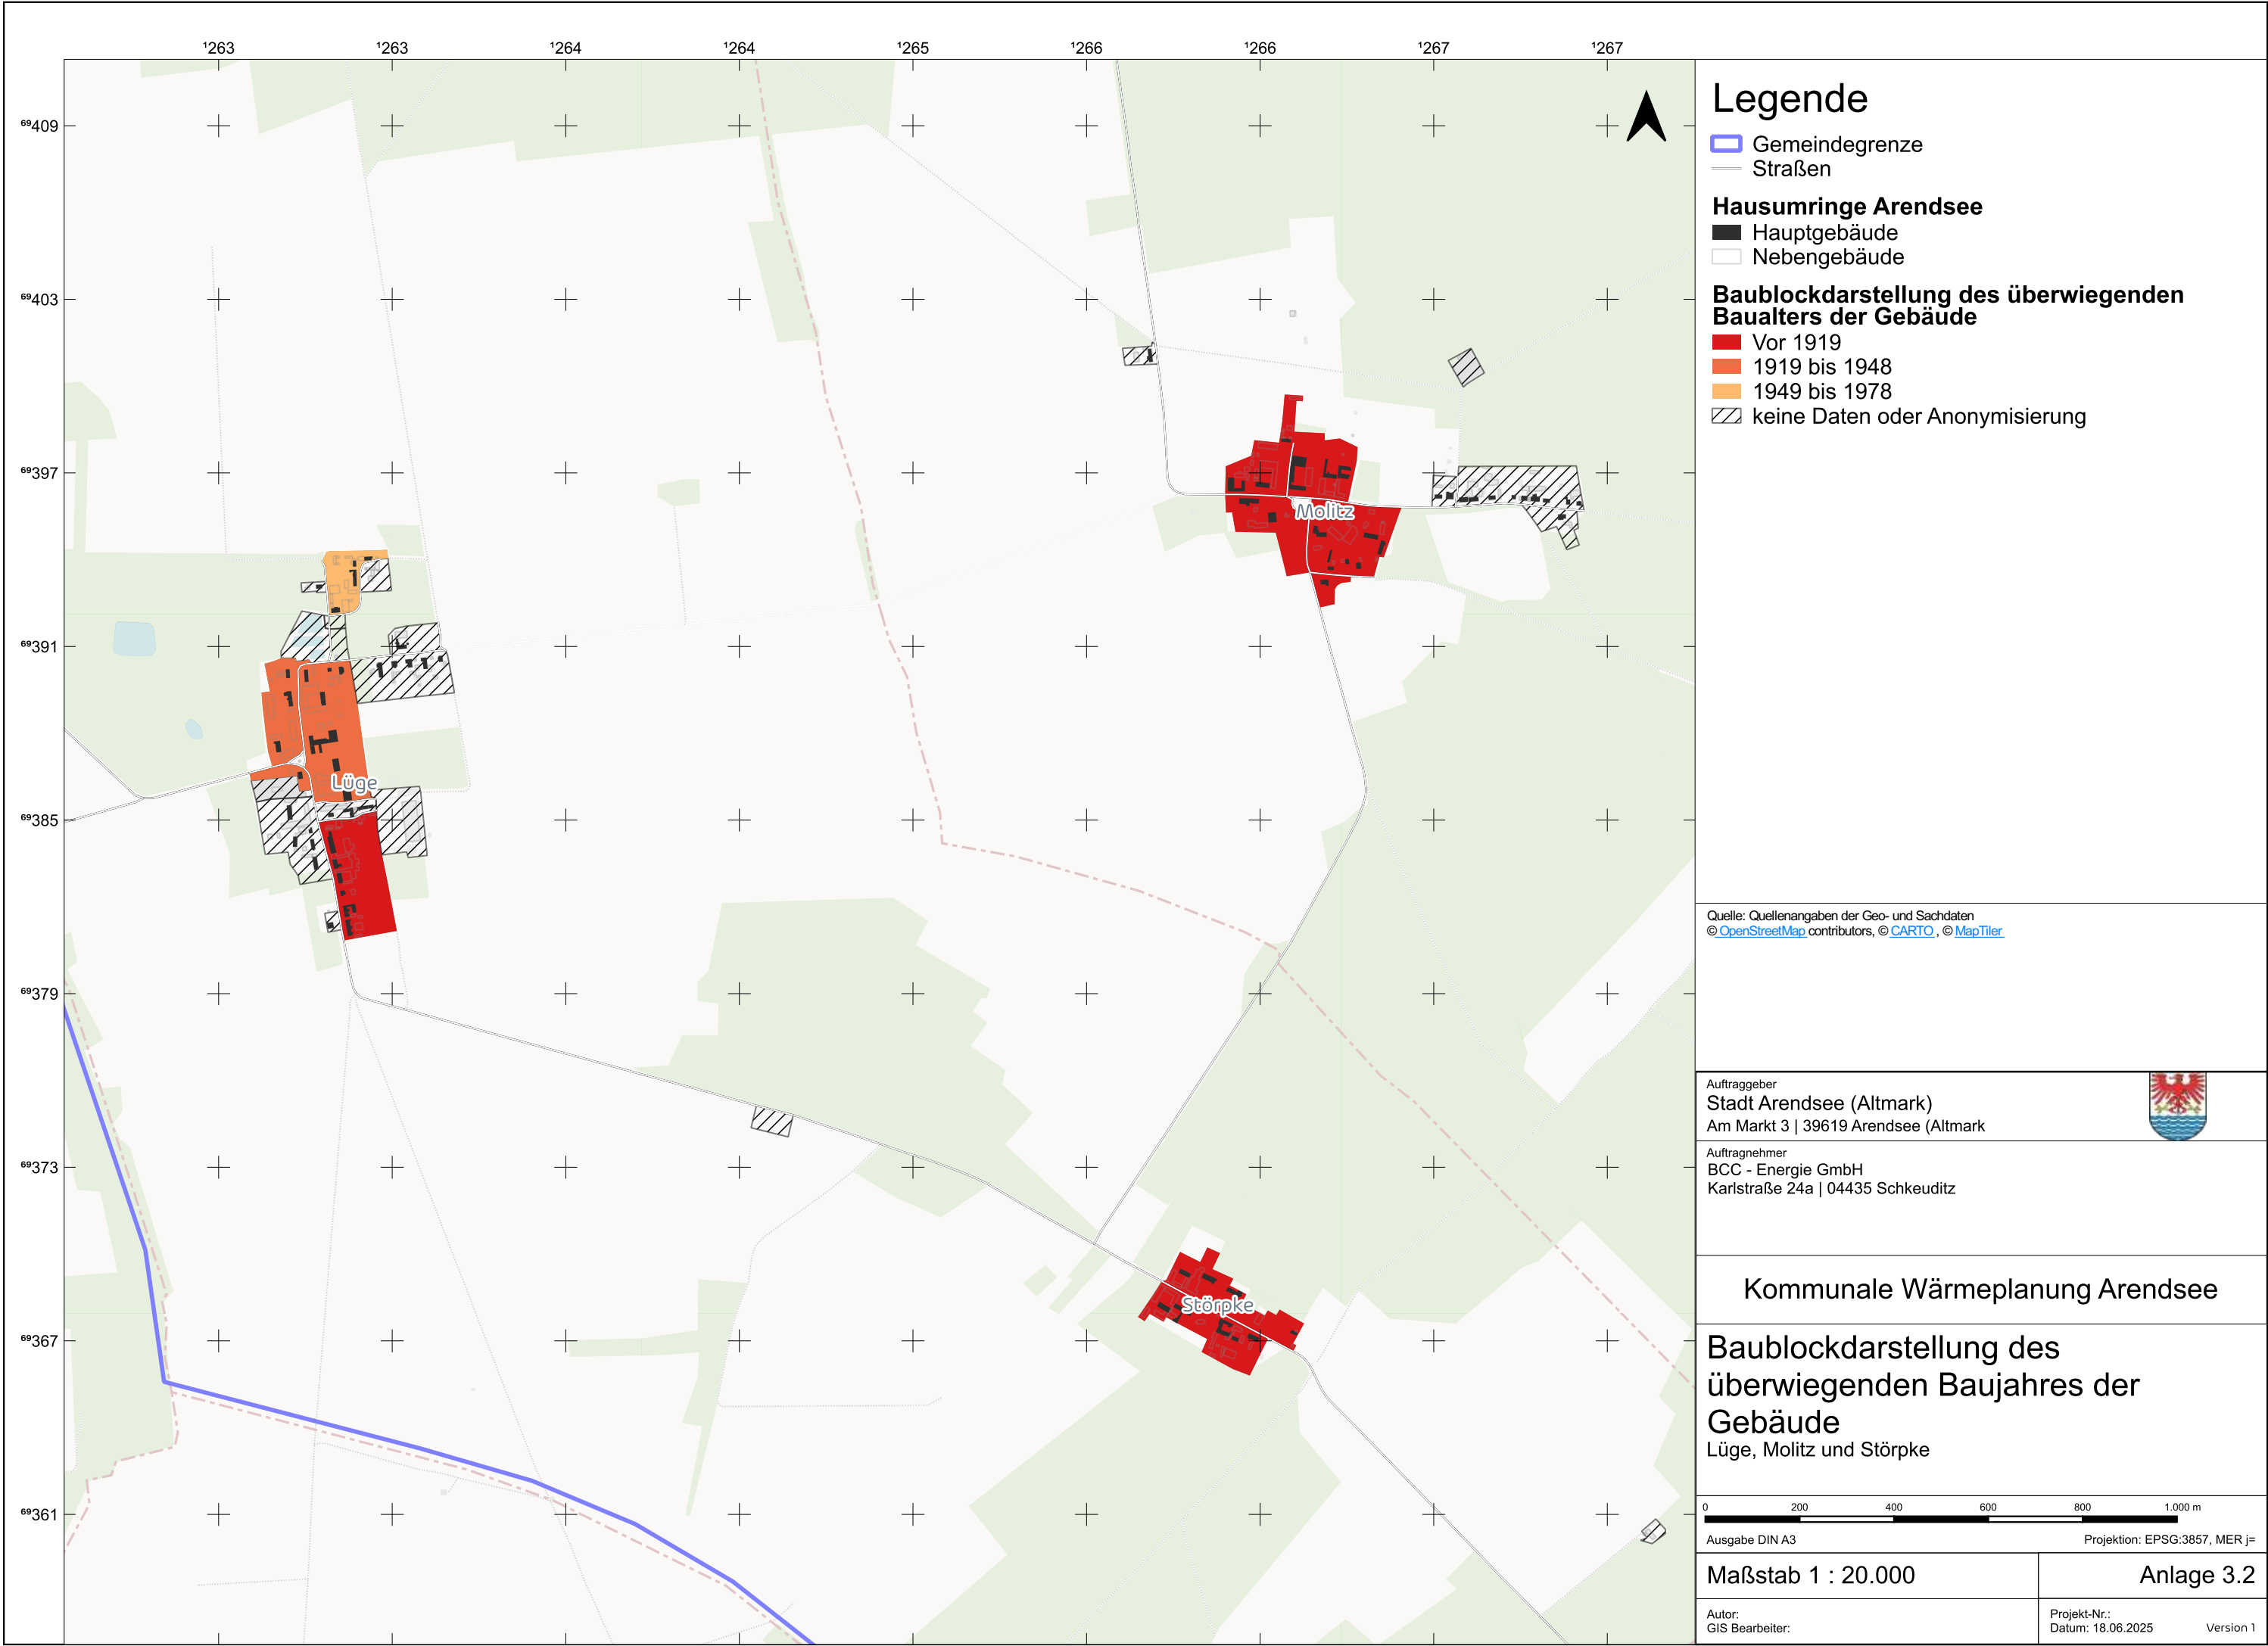 ¹263 ¹263 ¹264 ¹264 ¹265 ¹266 ¹266 ¹267 ¹267
⁶⁹409
⁶⁹403
⁶⁹397
⁶⁹391
⁶⁹385
⁶⁹379
⁶⁹373
⁶⁹367
⁶⁹361
Molitz
Lüge
Störpke
Legende
Gemeindegrenze
Straßen
Hausumringe Arendsee
Hauptgebäude
Nebengebäude
Baublockdarstellung des überwiegenden
Baualters der Gebäude
Vor 1919
1919 bis 1948
1949 bis 1978
keine Daten oder Anonymisierung
Quelle: Quellenangaben der Geo- und Sachdaten
© OpenStreetMap contributors, © CARTO , © MapTiler
Auftraggeber
Stadt Arendsee (Altmark)
Am Markt 3 | 39619 Arendsee (Altmark
Auftragnehmer
BCC - Energie GmbH
Karlstraße 24a | 04435 Schkeuditz
Kommunale Wärmeplanung Arendsee
Baublockdarstellung des
überwiegenden Baujahres der
Gebäude
Lüge, Molitz und Störpke
0 200 400 600 800 1.000 m
Ausgabe DIN A3 Projektion: EPSG:3857, MER j=
Maßstab 1 : 20.000 Anlage 3.2
Autor:
GIS Bearbeiter:
Projekt-Nr.:
Datum: 18.06.2025 Version 1